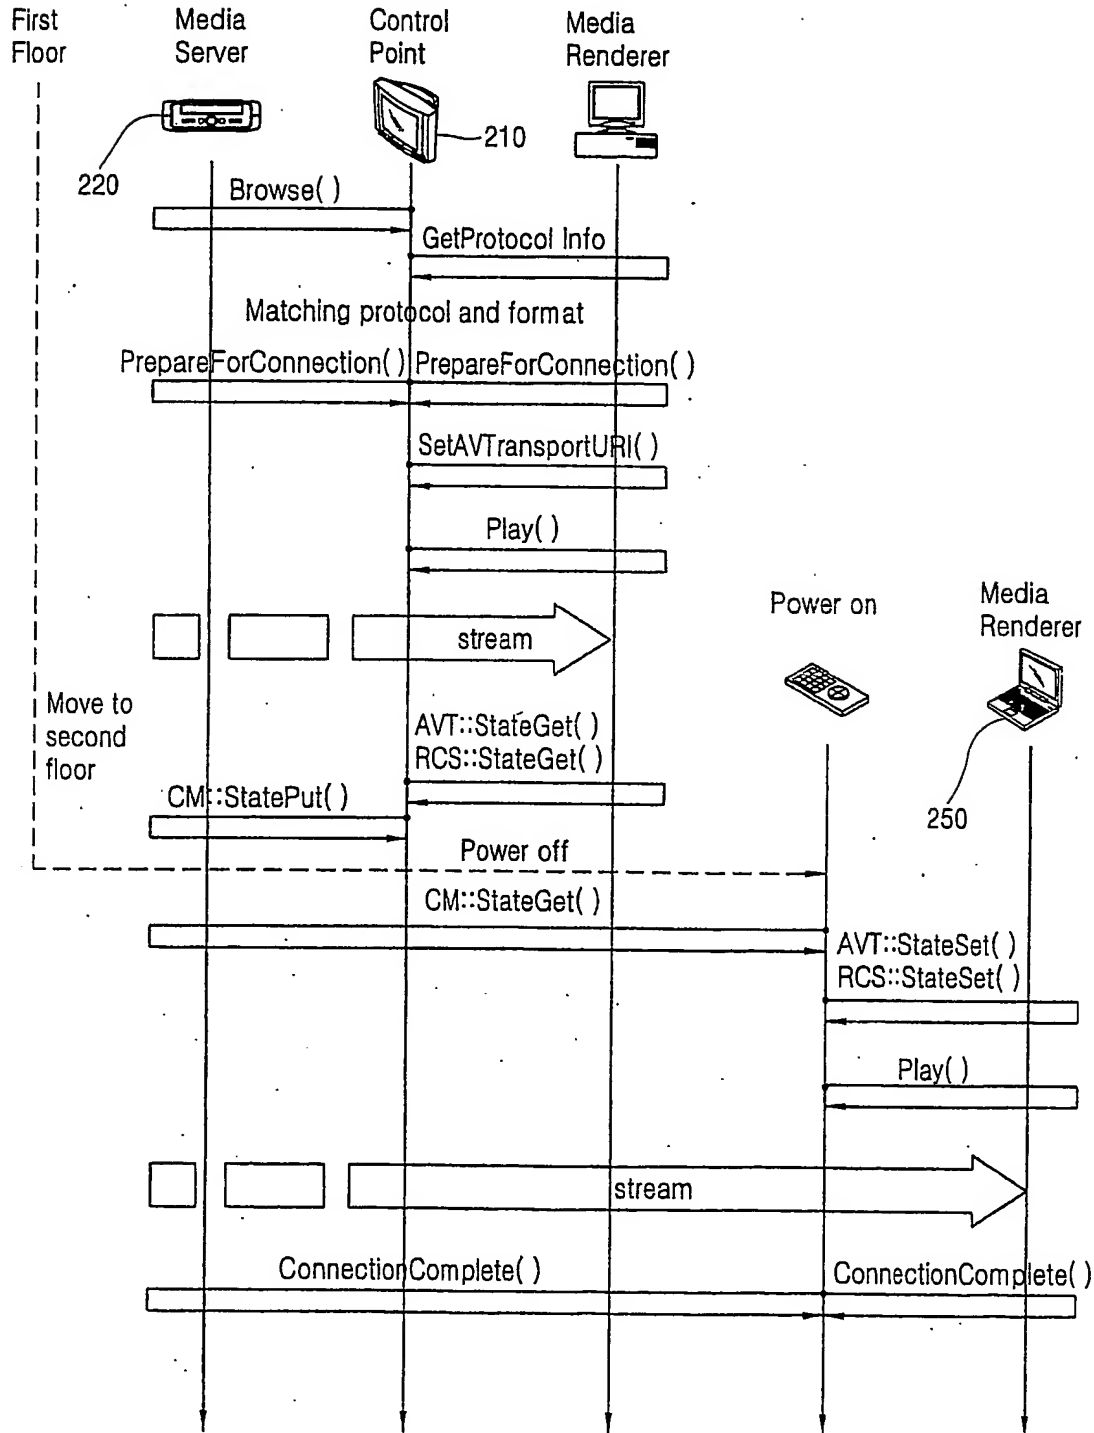 First
Floor
Media
Server
Control
Point
Media
Renderer
220
210
Browse( )
GetProtocol Info
Matching protocol and format
PrepareForConnection( )
PrepareForConnection( )
SetAVTransportURI( )
Play( )
stream
Power on
Media
Renderer
250
Move to
second
floor
AVT::StateGet( )
RCS::StateGet( )
CM::StatePut( )
Power off
CM::StateGet( )
AVT::StateSet( )
RCS::StateSet( )
Play( )
stream
ConnectionComplete( )
ConnectionComplete( )